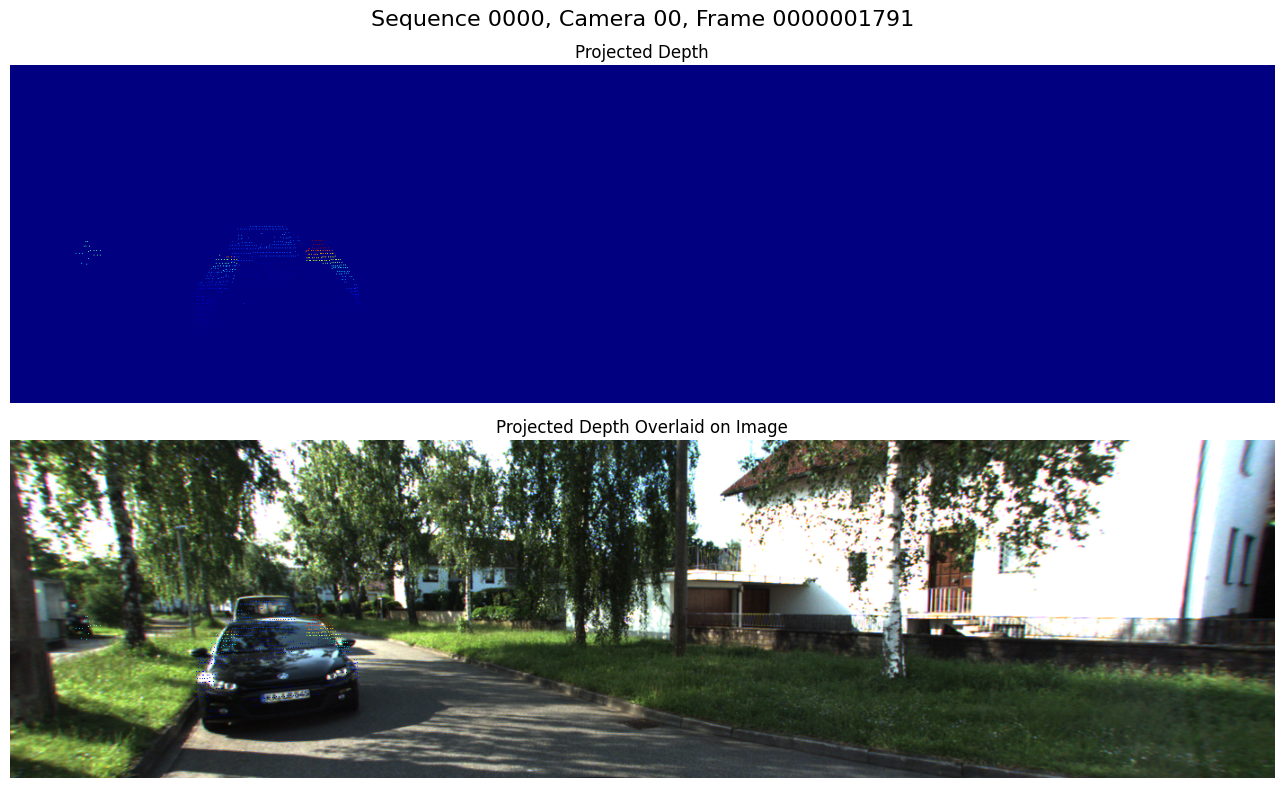 Sequence 0000, Camera 00, Frame 0000001791
Projected Depth
Projected Depth Overlaid on Image